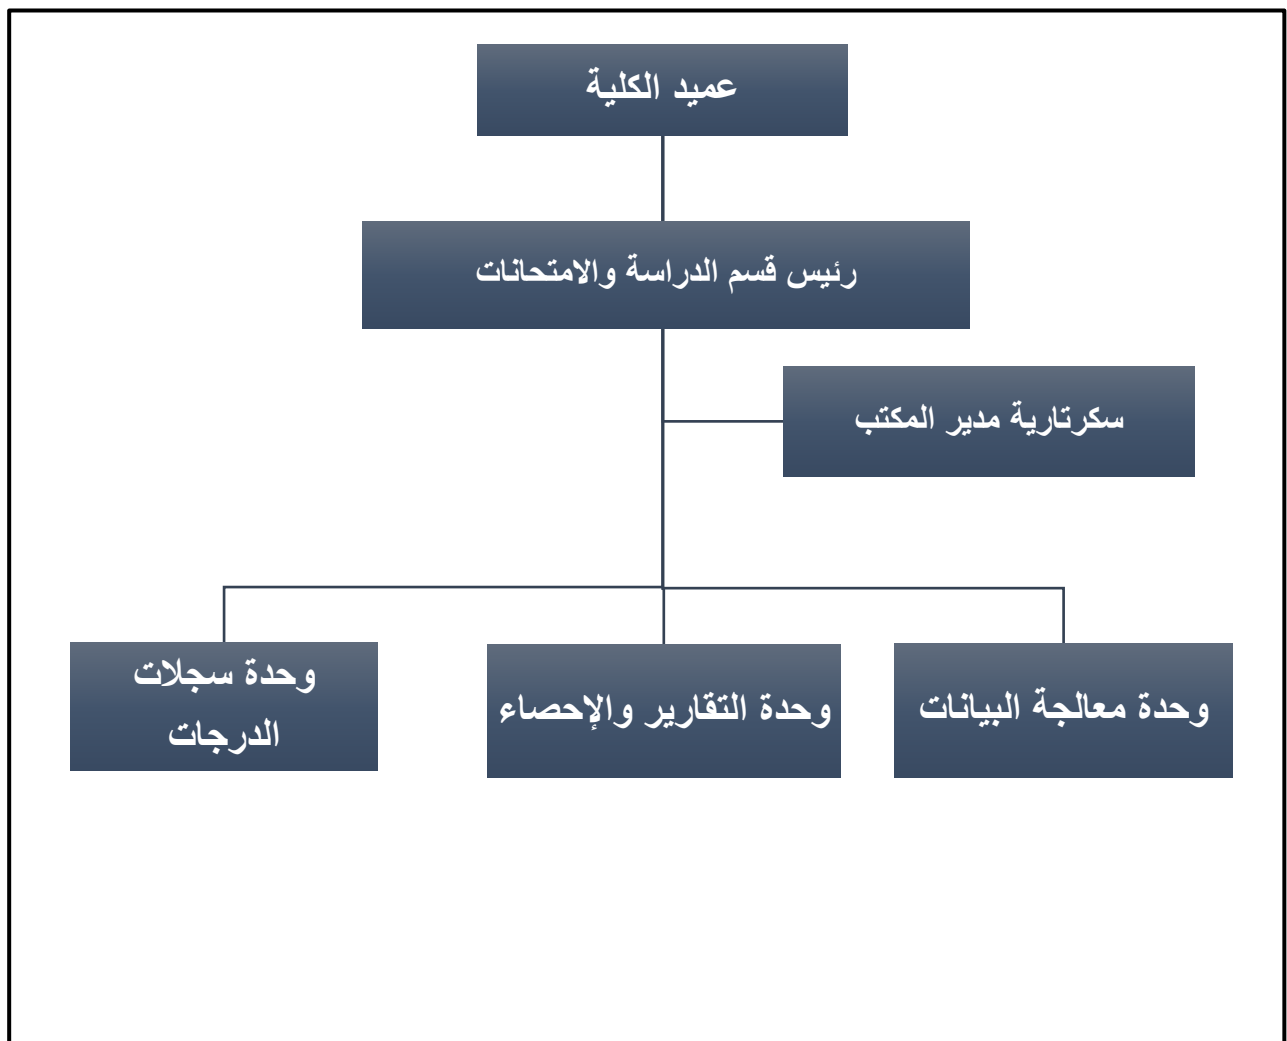 عميد الكلية
رئيس قسم الدراسة والامتحانات
سكرتارية مدير المكتب
وحدة معالجة البيانات
وحدة التقارير والإحصاء
وحدة سجلات
الدرجات